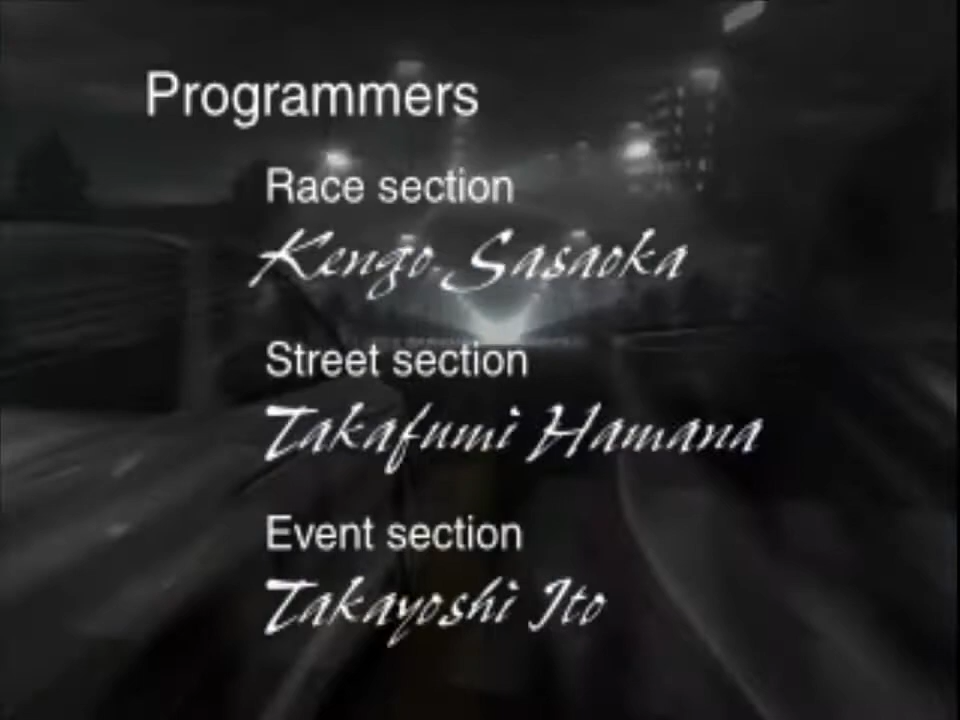 Programmers
Race section
Kengo Sasaoka
Street section
Takafumi Hamana
Event section
Takayoshi Ito